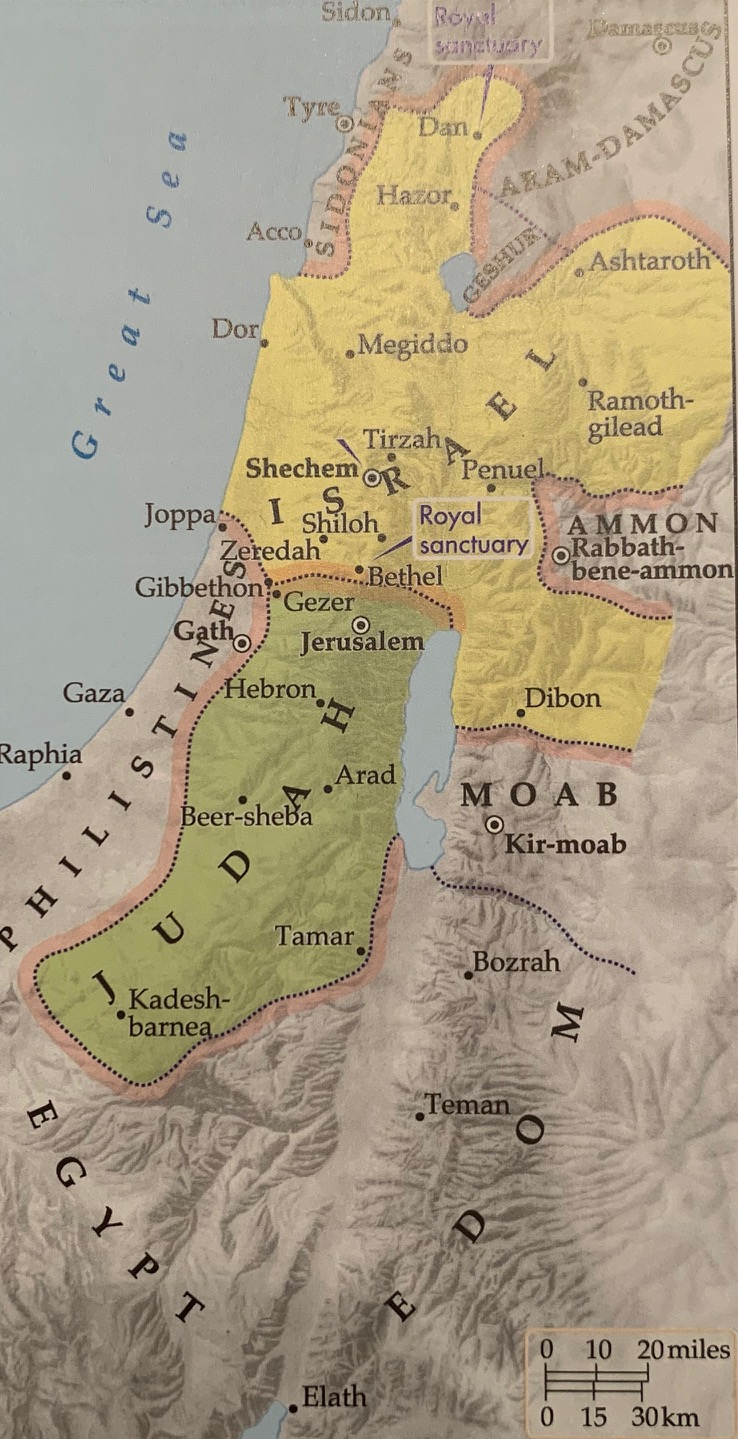 Sidon
Royal
sanctuary
Damascus
Tyre
SIDONIANS
Dan
ARAM-DAMASCUS
Great Sea
Hazor
Acco
GESHUR
Ashtaroth
Dor
Megiddo
Ramoth-
gilead
Tirzah
ISRAEL
Shechem
Penuel
Joppa
Shiloh
Royal
sanctuary
AMMON
Zeredah
Rabbath-
bene-ammon
Bethel
Gibbethon
Gezer
Gath
Jerusalem
PHILISTINES
Gaza
Hebron
Dibon
Raphia
Arad
MOAB
JUDAH
Beer-sheba
Kir-moab
Tamar
Bozrah
Kadesh-
barnea
EDOM
Teman
EGYPT
Elath
0 10 20 miles
0 15 30 km